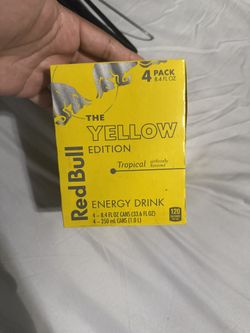 4 PACK
8.4 FL OZ
THE
YELLOW
EDITION
Tropical artificially flavored
Red Bull
ENERGY DRINK
4 – 8.4 FL OZ CANS (33.6 FL OZ)
4 – 250 mL CANS (1.0 L)
120